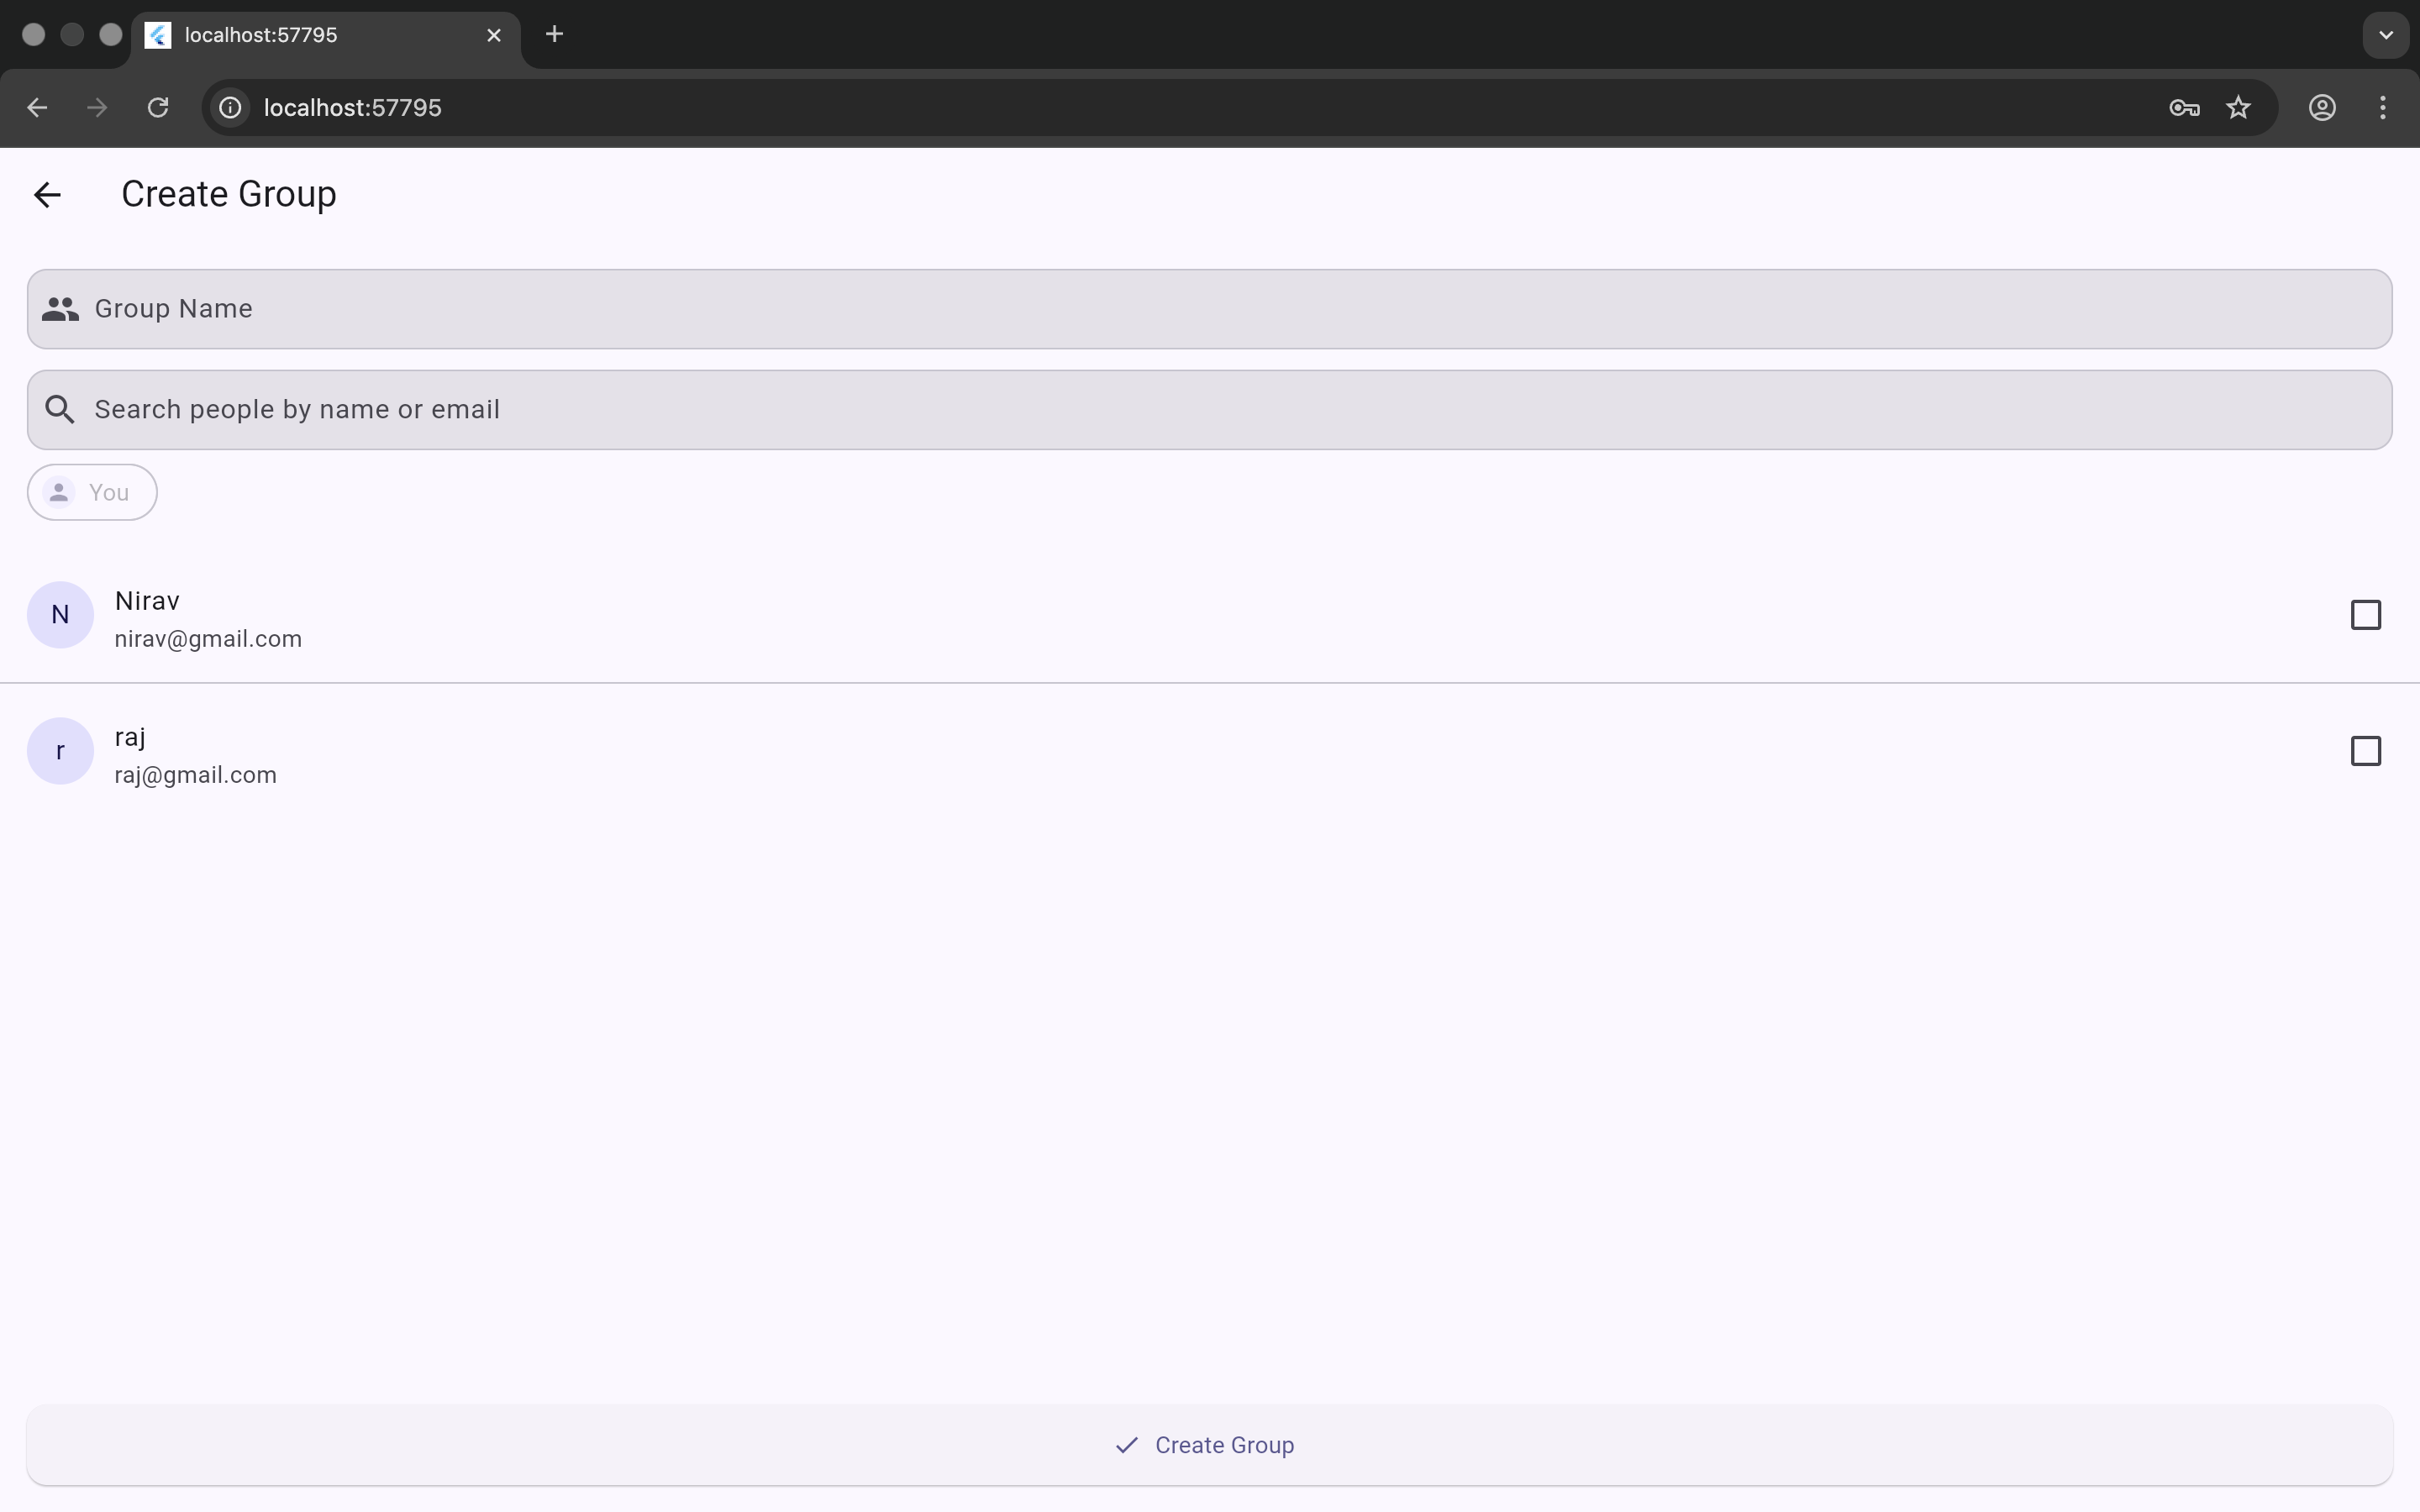 localhost:57795
localhost:57795
Create Group
Group Name
Search people by name or email
You
N
Nirav
nirav@gmail.com
r
raj
raj@gmail.com
Create Group